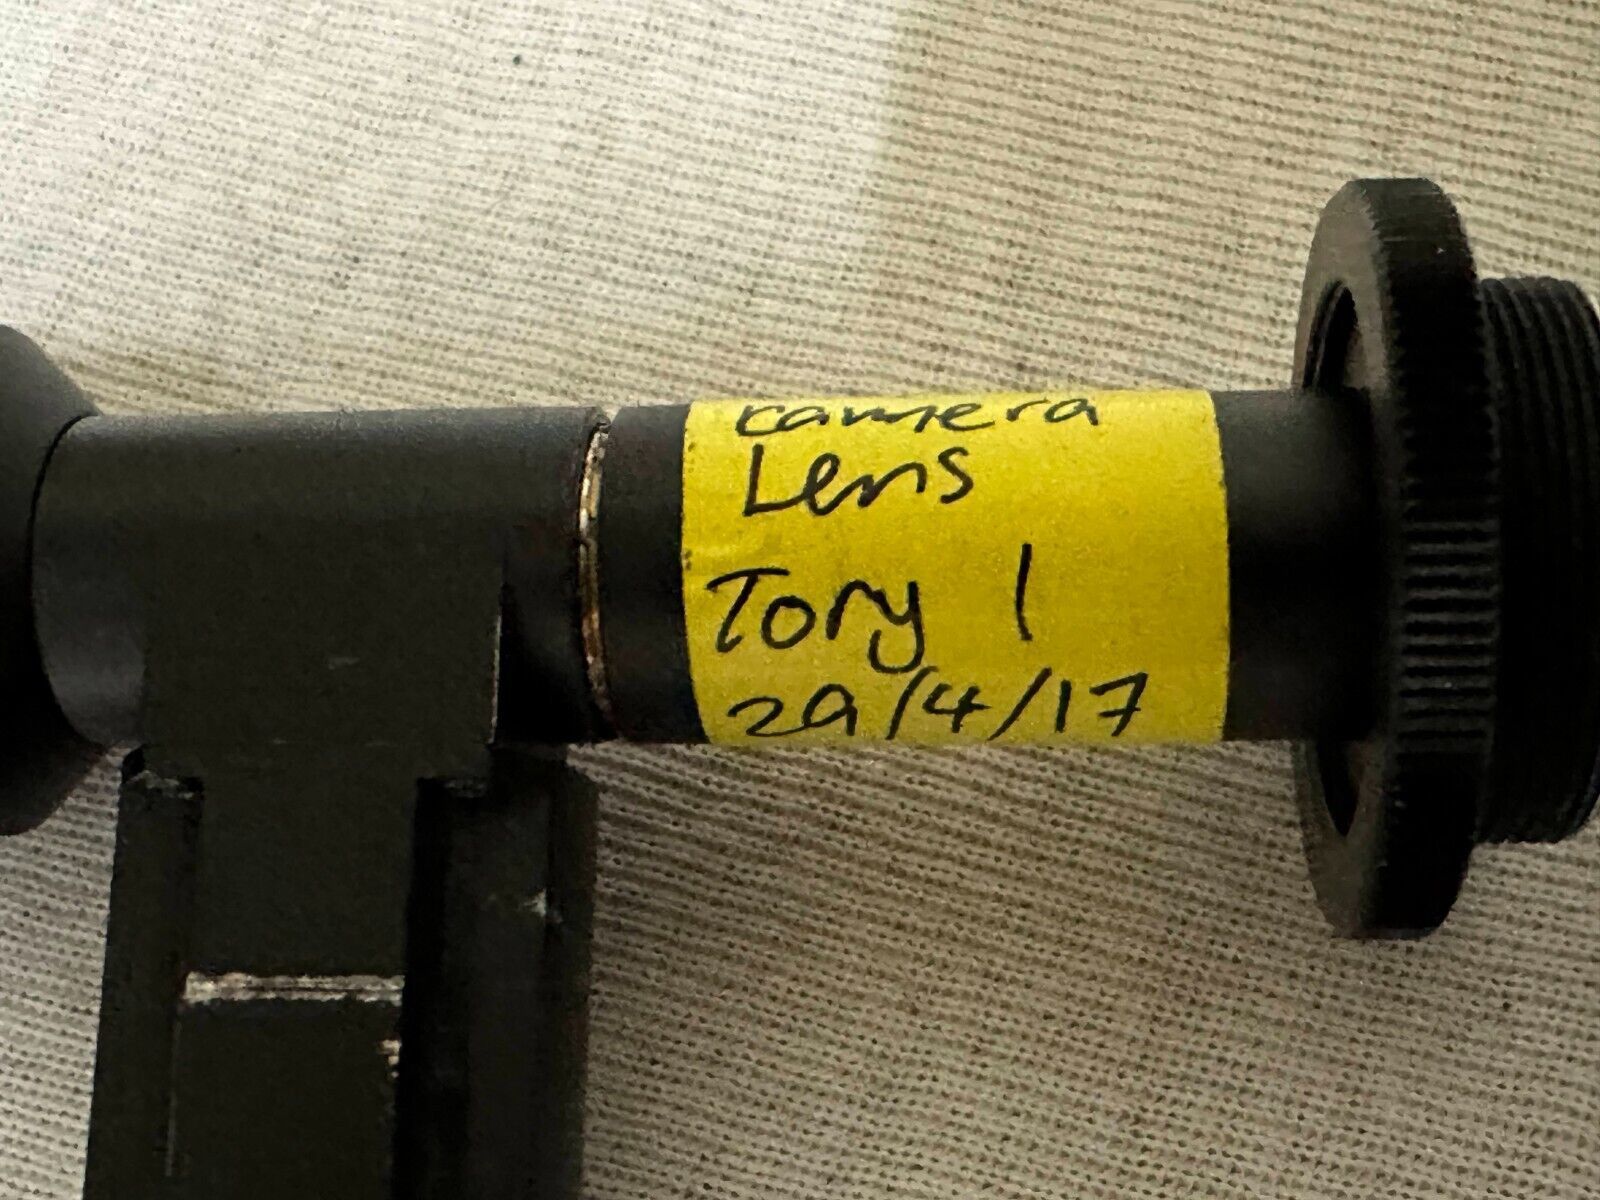 camera
Lens
Tory 1
29/4/17